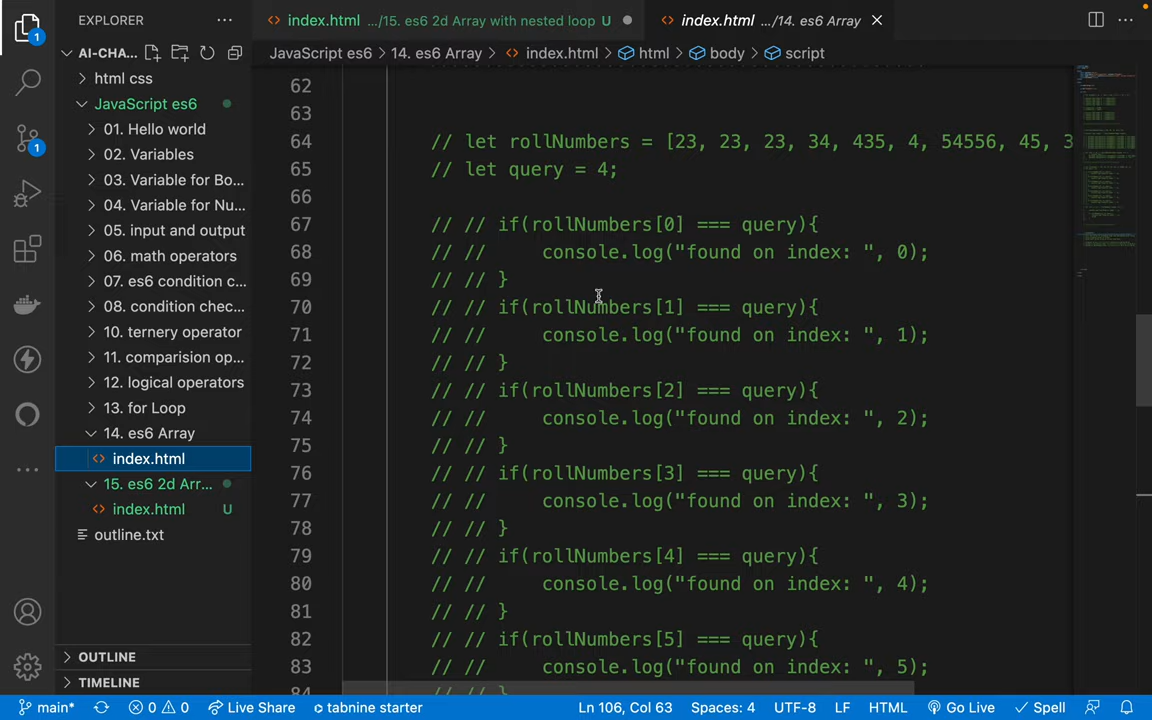 EXPLORER
index.html .../15. es6 2d Array with nested loop U
index.html .../14. es6 Array
AI-CHA...
JavaScript es6 > 14. es6 Array > index.html > html > body > script
html css
JavaScript es6
01. Hello world
02. Variables
03. Variable for Bo...
04. Variable for Nu...
05. input and output
06. math operators
07. es6 condition c...
08. condition chec...
10. ternery operator
11. comparision op...
12. logical operators
13. for Loop
14. es6 Array
index.html
15. es6 2d Arr...
index.html U
outline.txt
OUTLINE
TIMELINE
1
1
62
63
64 // let rollNumbers = [23, 23, 23, 34, 435, 4, 54556, 45, 3
65 // let query = 4;
66
67 // // if(rollNumbers[0] === query){
68 // // console.log("found on index: ", 0);
69 // // }
70 // // if(rollNumbers[1] === query){
71 // // console.log("found on index: ", 1);
72 // // }
73 // // if(rollNumbers[2] === query){
74 // // console.log("found on index: ", 2);
75 // // }
76 // // if(rollNumbers[3] === query){
77 // // console.log("found on index: ", 3);
78 // // }
79 // // if(rollNumbers[4] === query){
80 // // console.log("found on index: ", 4);
81 // // }
82 // // if(rollNumbers[5] === query){
83 // // console.log("found on index: ", 5);
84 // // }
main* 0 0 Live Share tabnine starter Ln 106, Col 63 Spaces: 4 UTF-8 LF HTML Go Live Spell